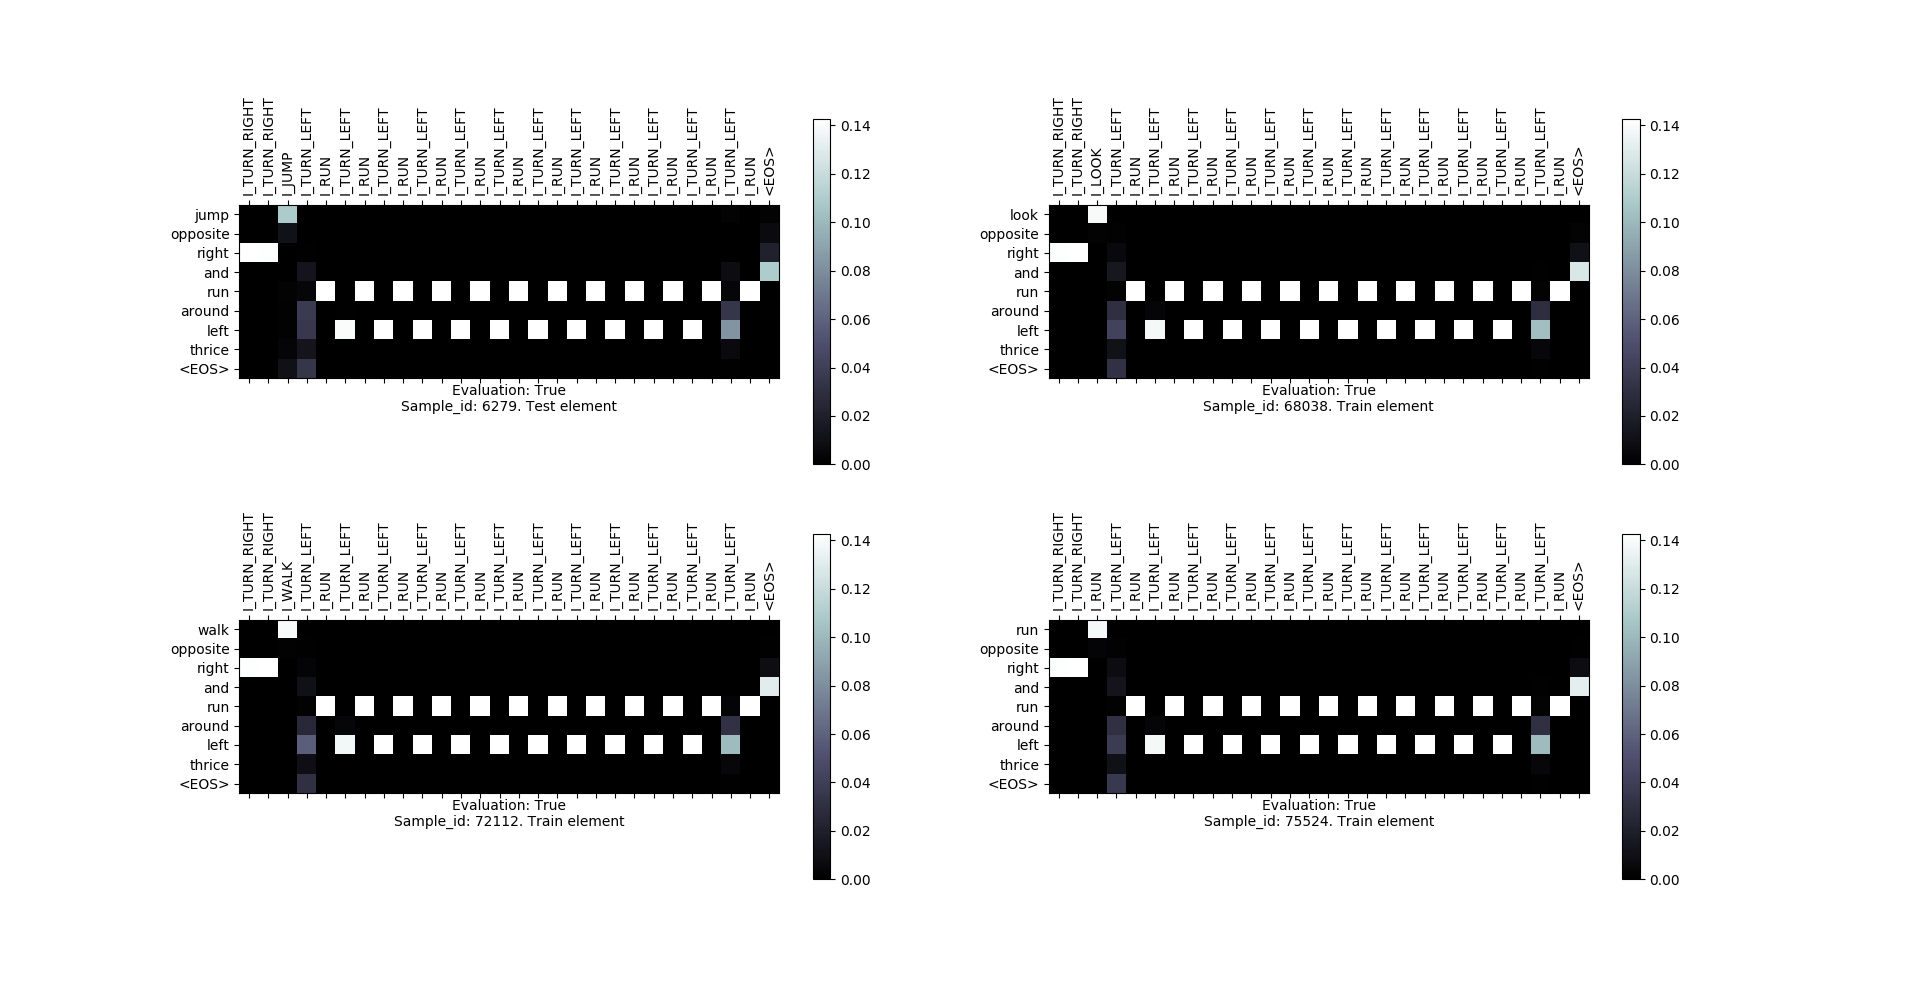 I_TURN_RIGHT
I_TURN_RIGHT
I_JUMP
I_TURN_LEFT
I_RUN
I_TURN_LEFT
I_RUN
I_TURN_LEFT
I_RUN
I_TURN_LEFT
I_RUN
I_TURN_LEFT
I_RUN
I_TURN_LEFT
I_RUN
I_TURN_LEFT
I_RUN
I_TURN_LEFT
I_RUN
I_TURN_LEFT
I_RUN
I_TURN_LEFT
I_RUN
I_TURN_LEFT
I_RUN
I_TURN_LEFT
I_RUN
<EOS>
jump
opposite
right
and
run
around
left
thrice
<EOS>
Evaluation: True
Sample_id: 6279. Test element
0.14
0.12
0.10
0.08
0.06
0.04
0.02
0.00
I_TURN_RIGHT
I_TURN_RIGHT
I_LOOK
I_TURN_LEFT
I_RUN
I_TURN_LEFT
I_RUN
I_TURN_LEFT
I_RUN
I_TURN_LEFT
I_RUN
I_TURN_LEFT
I_RUN
I_TURN_LEFT
I_RUN
I_TURN_LEFT
I_RUN
I_TURN_LEFT
I_RUN
I_TURN_LEFT
I_RUN
I_TURN_LEFT
I_RUN
I_TURN_LEFT
I_RUN
I_TURN_LEFT
I_RUN
<EOS>
look
opposite
right
and
run
around
left
thrice
<EOS>
Evaluation: True
Sample_id: 68038. Train element
0.14
0.12
0.10
0.08
0.06
0.04
0.02
0.00
I_TURN_RIGHT
I_TURN_RIGHT
I_WALK
I_TURN_LEFT
I_RUN
I_TURN_LEFT
I_RUN
I_TURN_LEFT
I_RUN
I_TURN_LEFT
I_RUN
I_TURN_LEFT
I_RUN
I_TURN_LEFT
I_RUN
I_TURN_LEFT
I_RUN
I_TURN_LEFT
I_RUN
I_TURN_LEFT
I_RUN
I_TURN_LEFT
I_RUN
I_TURN_LEFT
I_RUN
I_TURN_LEFT
I_RUN
<EOS>
walk
opposite
right
and
run
around
left
thrice
<EOS>
Evaluation: True
Sample_id: 72112. Train element
0.14
0.12
0.10
0.08
0.06
0.04
0.02
0.00
I_TURN_RIGHT
I_TURN_RIGHT
I_RUN
I_TURN_LEFT
I_RUN
I_TURN_LEFT
I_RUN
I_TURN_LEFT
I_RUN
I_TURN_LEFT
I_RUN
I_TURN_LEFT
I_RUN
I_TURN_LEFT
I_RUN
I_TURN_LEFT
I_RUN
I_TURN_LEFT
I_RUN
I_TURN_LEFT
I_RUN
I_TURN_LEFT
I_RUN
I_TURN_LEFT
I_RUN
I_TURN_LEFT
I_RUN
<EOS>
run
opposite
right
and
run
around
left
thrice
<EOS>
Evaluation: True
Sample_id: 75524. Train element
0.14
0.12
0.10
0.08
0.06
0.04
0.02
0.00